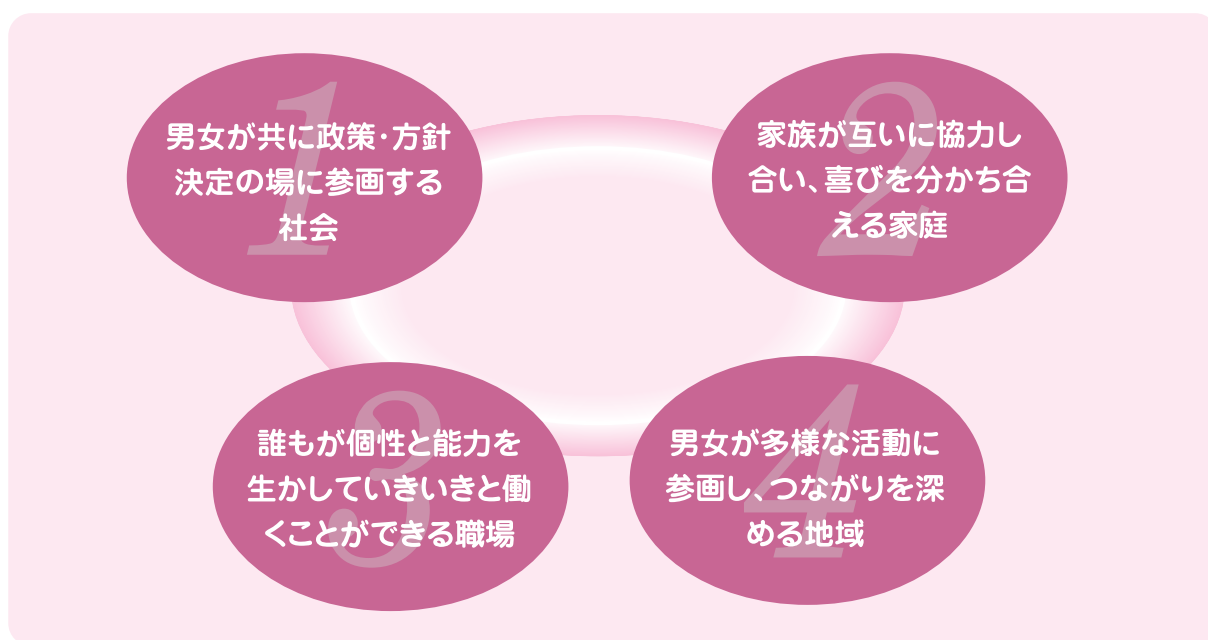 1
男女が共に政策・方針
決定の場に参画する
社会
2
家族が互いに協力し
合い、喜びを分かち合
える家庭
3
誰もが個性と能力を
生かしていきいきと働
くことができる職場
4
男女が多様な活動に
参画し、つながりを深
める地域